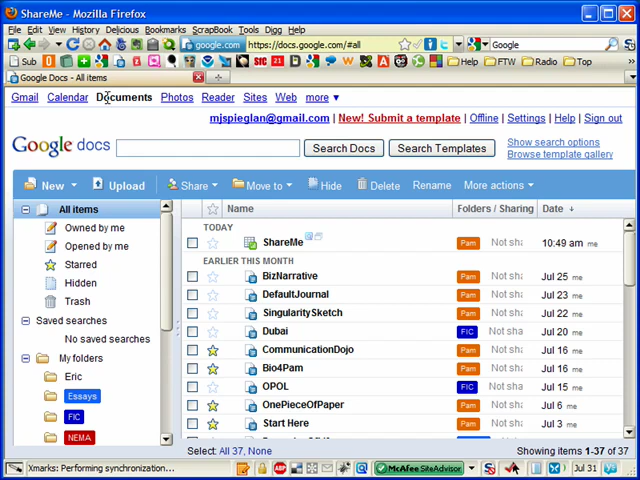 ShareMe - Mozilla Firefox
File Edit View History Delicious Bookmarks ScrapBook Tools Digg Help
google.com https://docs.google.com/#all Google
Sub SIC 21 Help FTW Radio Top
Google Docs - All items
Gmail Calendar Documents Photos Reader Sites Web more ▼
mjspieglan@gmail.com | New! Submit a template | Offline | Settings | Help | Sign out
Google docs Search Docs Search Templates Show search options
Browse template gallery
New Upload Share Move to Hide Delete Rename More actions
All items Name Folders / Sharing Date ↓
TODAY
Owned by me
ShareMe Pam Not sha 10:49 am me
Opened by me
EARLIER THIS MONTH
Starred
BizNarrative Pam Not sha Jul 25 me
Hidden
DefaultJournal Pam Not sha Jul 23 me
Trash
SingularitySketch Pam Not sha Jul 22 me
Saved searches
Dubai FIC Not sha Jul 20 me
No saved searches
CommunicationDojo Pam Not sha Jul 16 me
My folders
Bio4Pam Pam Not sha Jul 16 me
Eric
OPOL FIC Not sha Jul 15 me
Essays
OnePieceOfPaper Pam Not sha Jul 6 me
FIC
Start Here Pam Not sha Jul 3 me
NEMA
Select: All 37, None Showing items 1-37 of 37
Xmarks: Performing synchronization... ABP McAfee SiteAdvisor Jul 31